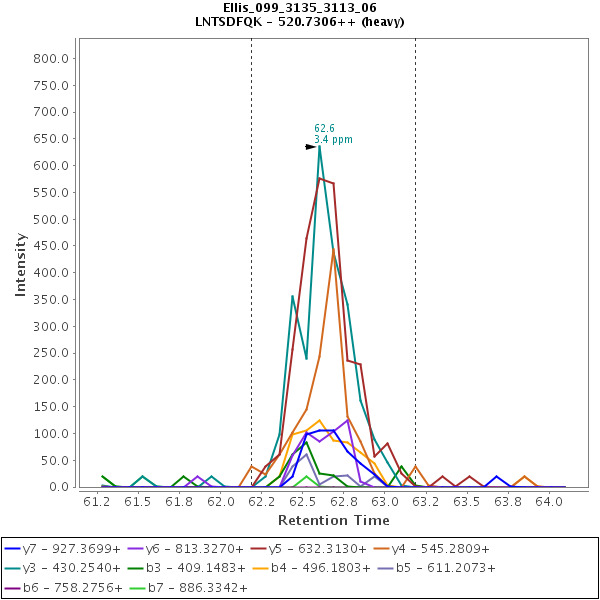 Ellis_099_3135_3113_06
LNTSDFQK - 520.7306++ (heavy)
800.0
750.0
700.0
650.0
600.0
550.0
500.0
450.0
400.0
350.0
300.0
250.0
200.0
150.0
100.0
50.0
0.0
Intensity
62.6
3.4 ppm
61.2 61.5 61.8 62.0 62.2 62.5 62.8 63.0 63.2 63.5 63.8 64.0
Retention Time
y7 - 927.3699+ y6 - 813.3270+ y5 - 632.3130+ y4 - 545.2809+
y3 - 430.2540+ b3 - 409.1483+ b4 - 496.1803+ b5 - 611.2073+
b6 - 758.2756+ b7 - 886.3342+